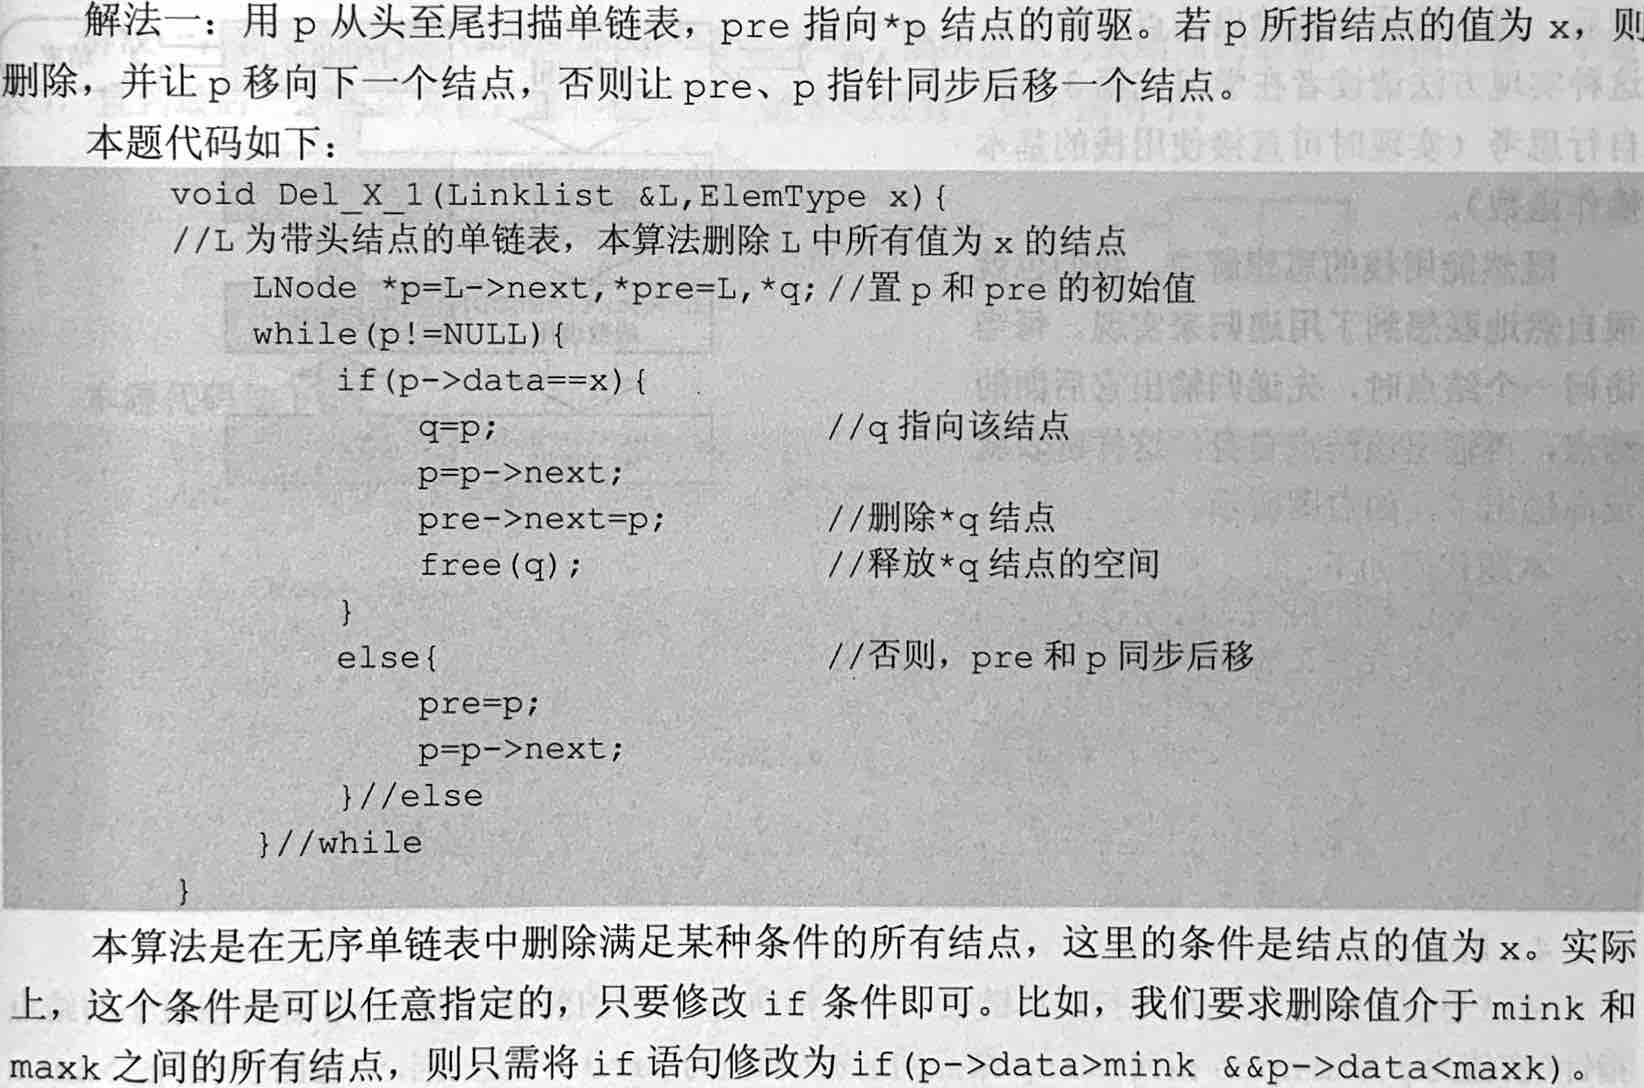 解法一：用 p 从头至尾扫描单链表，pre 指向*p 结点的前驱。若 p 所指结点的值为 x，则
删除，并让 p 移向下一个结点，否则让 pre、p 指针同步后移一个结点。
本题代码如下：
void Del_X_1(Linklist &L,ElemType x){
//L 为带头结点的单链表，本算法删除 L 中所有值为 x 的结点
LNode *p=L->next,*pre=L,*q; //置 p 和 pre 的初始值
while(p!=NULL){
if(p->data==x){
q=p; //q 指向该结点
p=p->next;
pre->next=p; //删除*q 结点
free(q); //释放*q 结点的空间
}
else{ //否则，pre 和 p 同步后移
pre=p;
p=p->next;
}//else
}//while
}
本算法是在无序单链表中删除满足某种条件的所有结点，这里的条件是结点的值为 x。实际
上，这个条件是可以任意指定的，只要修改 if 条件即可。比如，我们要求删除值介于 mink 和
maxk 之间的所有结点，则只需将 if 语句修改为 if(p->data>mink &&p->data<maxk)。